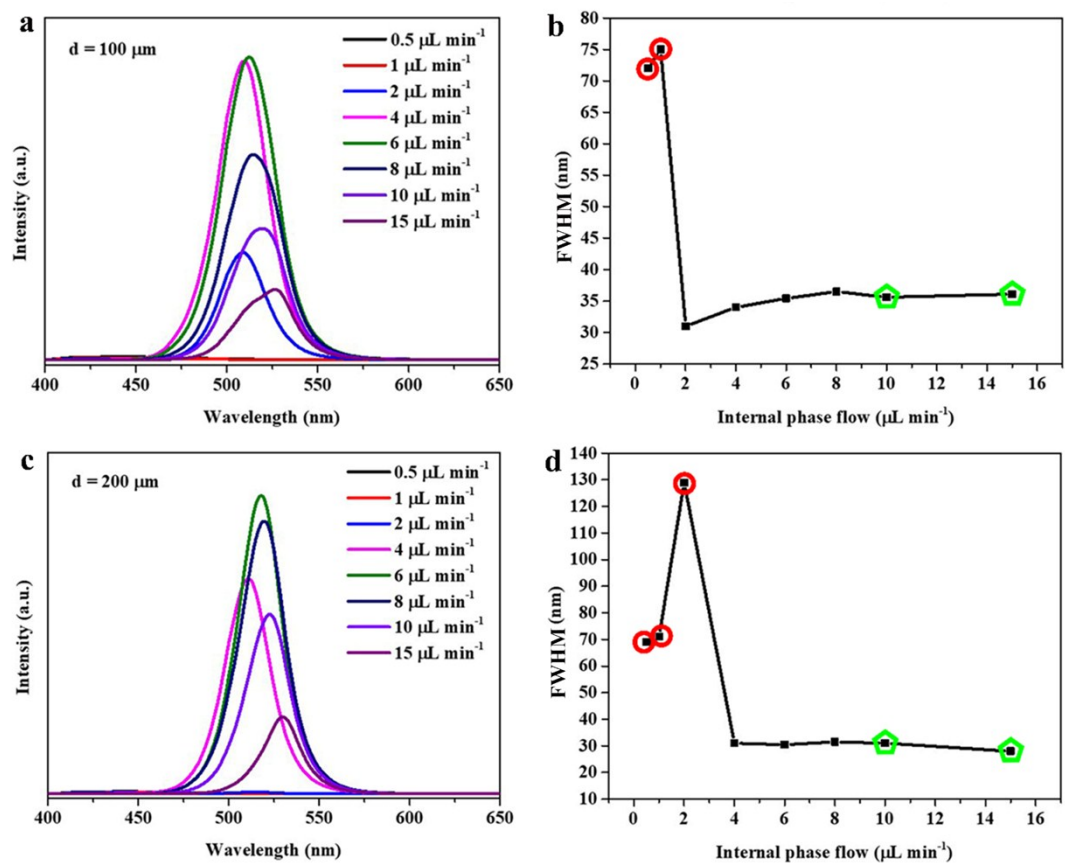 a
d = 100 μm
0.5 μL min⁻¹
1 μL min⁻¹
2 μL min⁻¹
4 μL min⁻¹
6 μL min⁻¹
8 μL min⁻¹
10 μL min⁻¹
15 μL min⁻¹
Intensity (a.u.)
400 450 500 550 600 650
Wavelength (nm)
b
80
75
70
65
60
55
50
45
40
35
30
25
FWHM (nm)
0 2 4 6 8 10 12 14 16
Internal phase flow (μL min⁻¹)
c
d = 200 μm
0.5 μL min⁻¹
1 μL min⁻¹
2 μL min⁻¹
4 μL min⁻¹
6 μL min⁻¹
8 μL min⁻¹
10 μL min⁻¹
15 μL min⁻¹
Intensity (a.u.)
400 450 500 550 600 650
Wavelength (nm)
d
140
130
120
110
100
90
80
70
60
50
40
30
20
10
FWHM (nm)
0 2 4 6 8 10 12 14 16
Internal phase flow (μL min⁻¹)